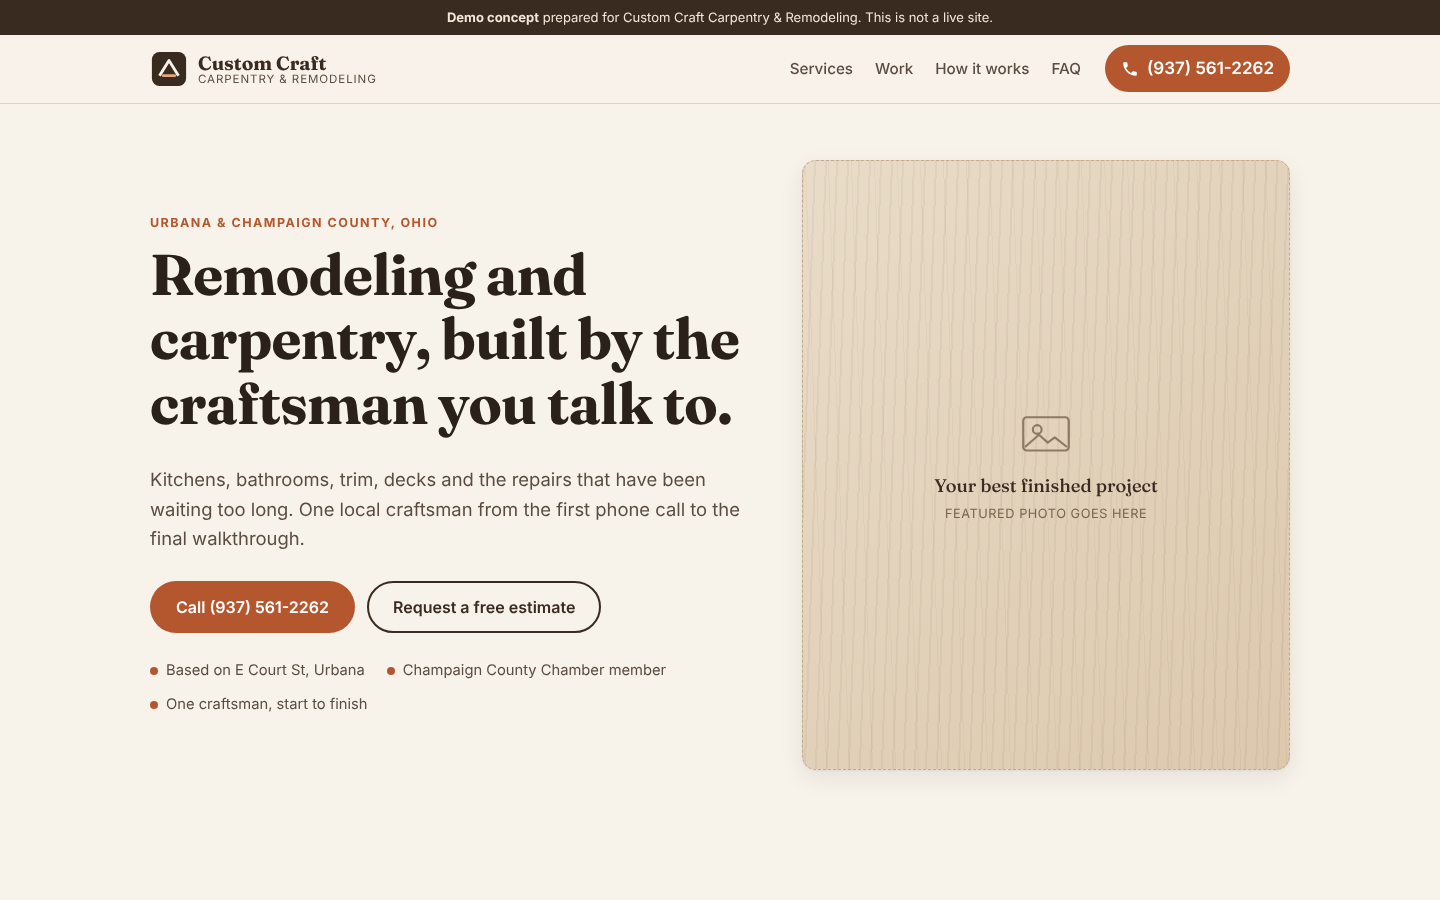 Demo concept prepared for Custom Craft Carpentry & Remodeling. This is not a live site.
Custom Craft
CARPENTRY & REMODELING
Services
Work
How it works
FAQ
(937) 561-2262
URBANA & CHAMPAIGN COUNTY, OHIO
Remodeling and
carpentry, built by the
craftsman you talk to.
Kitchens, bathrooms, trim, decks and the repairs that have been
waiting too long. One local craftsman from the first phone call to the
final walkthrough.
Call (937) 561-2262
Request a free estimate
Based on E Court St, Urbana
Champaign County Chamber member
One craftsman, start to finish
Your best finished project
FEATURED PHOTO GOES HERE